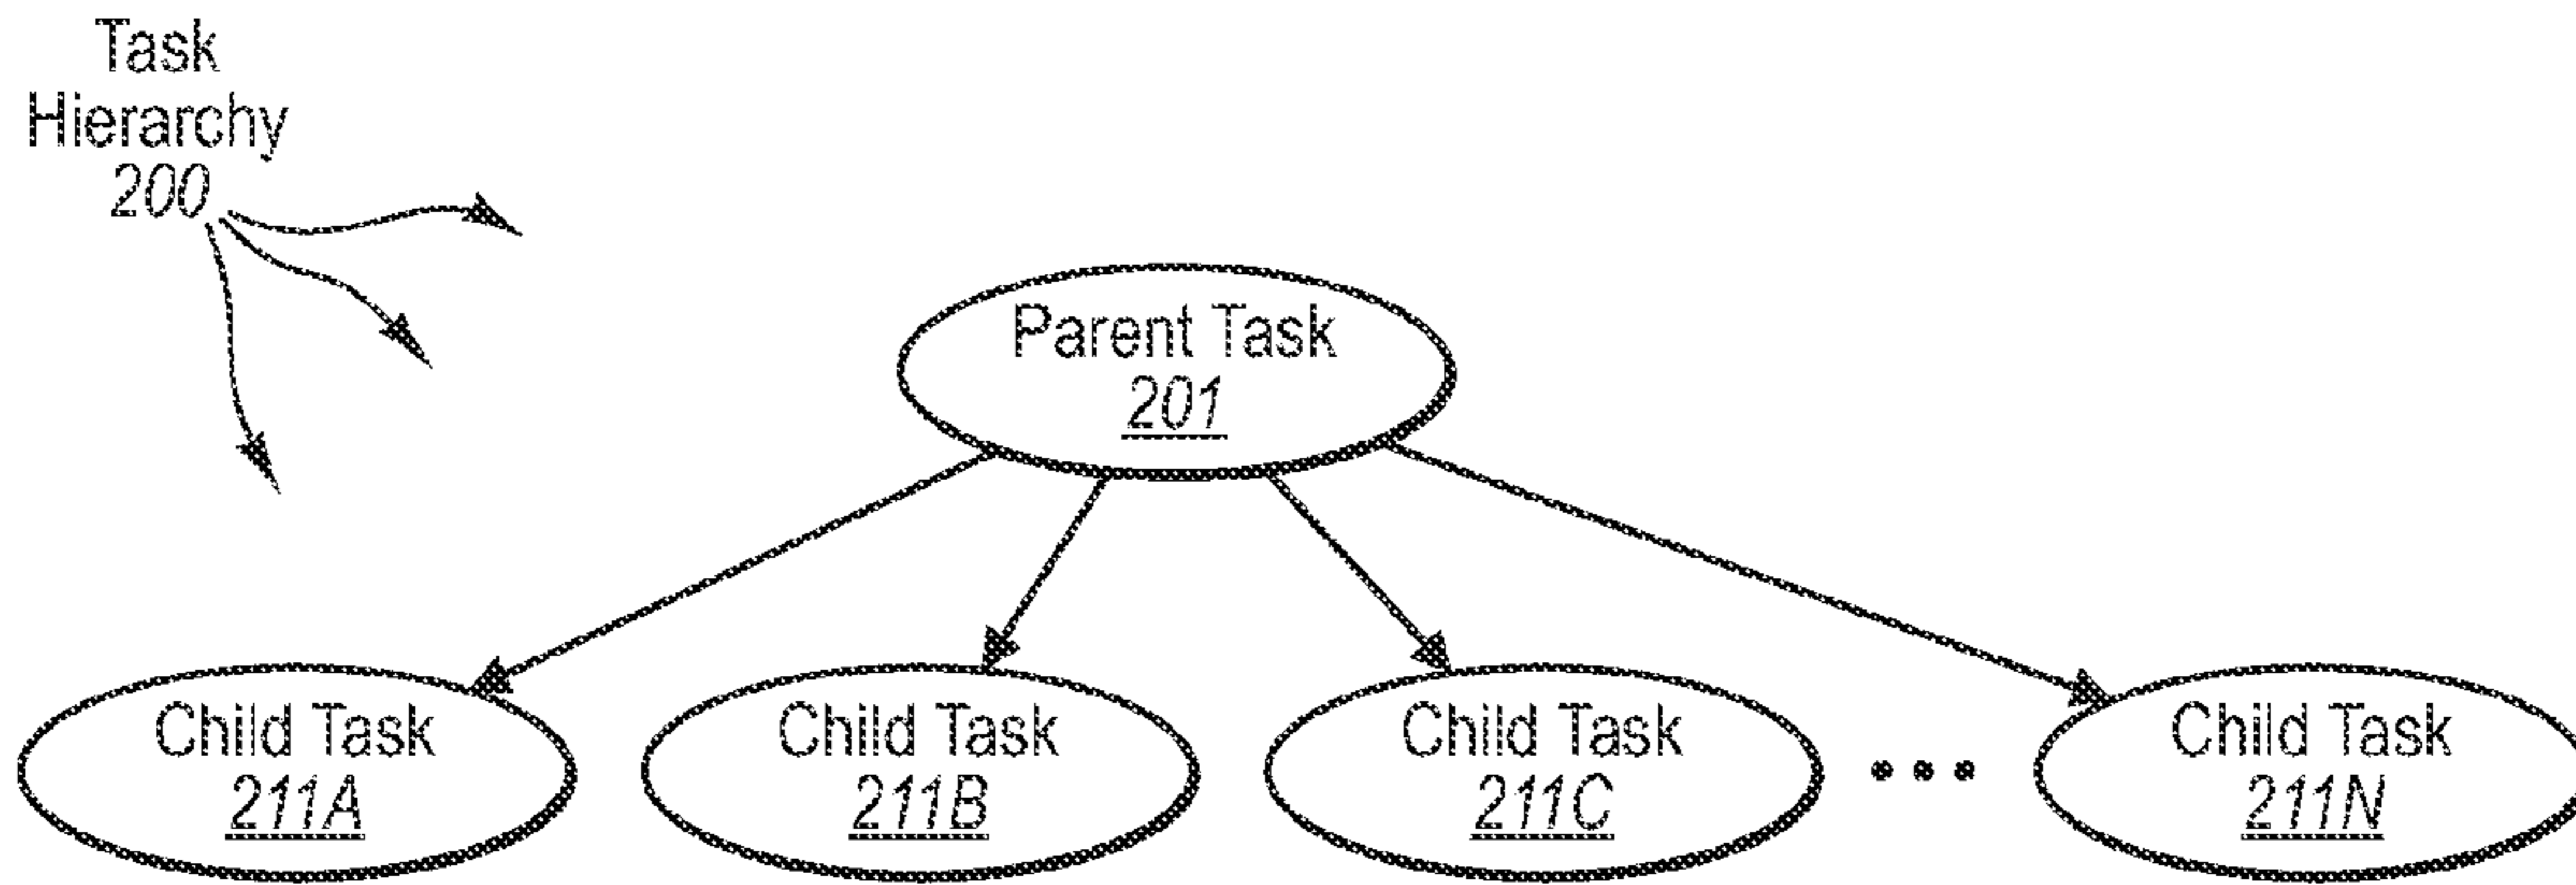 Task
Hierarchy
200
Parent Task
201
Child Task
211A
Child Task
211B
Child Task
211C
• • •
Child Task
211N